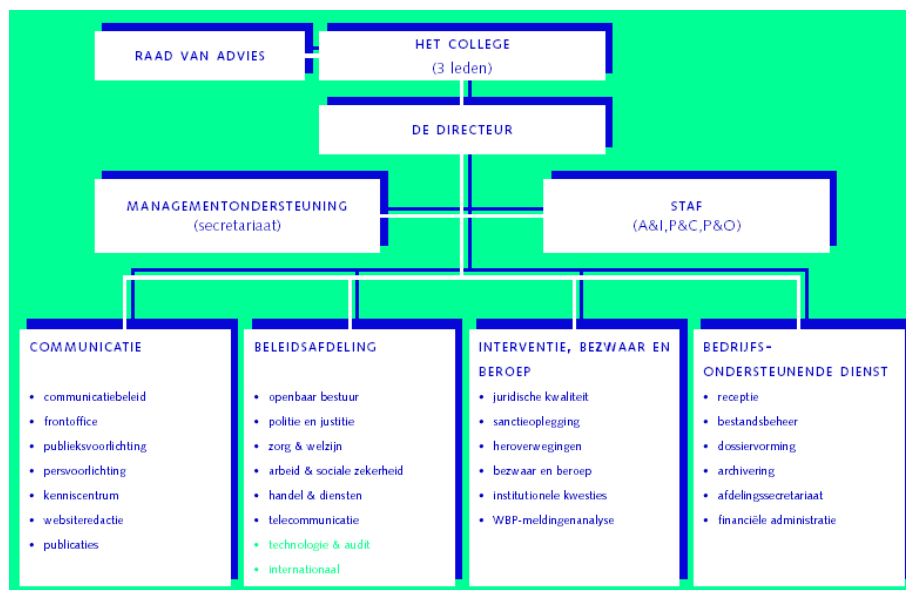 RAAD VAN ADVIES
HET COLLEGE
(3 leden)
DE DIRECTEUR
MANAGEMENTONDERSTEUNING
(secretariaat)
STAF
(A&I,P&C,P&O)
COMMUNICATIE
• communicatiebeleid
• frontoffice
• publieksvoorlichting
• persvoorlichting
• kenniscentrum
• websiteredactie
• publicaties
BELEIDSAFDELING
• openbaar bestuur
• politie en justitie
• zorg & welzijn
• arbeid & sociale zekerheid
• handel & diensten
• telecommunicatie
• technologie & audit
• internationaal
INTERVENTIE, BEZWAAR EN
BEROEP
• juridische kwaliteit
• sanctieoplegging
• heroverwegingen
• bezwaar en beroep
• institutionele kwesties
• WBP-meldingenanalyse
BEDRIJFS-
ONDERSTEUNENDE DIENST
• receptie
• bestandsbeheer
• dossiervorming
• archivering
• afdelingssecretariaat
• financiële administratie